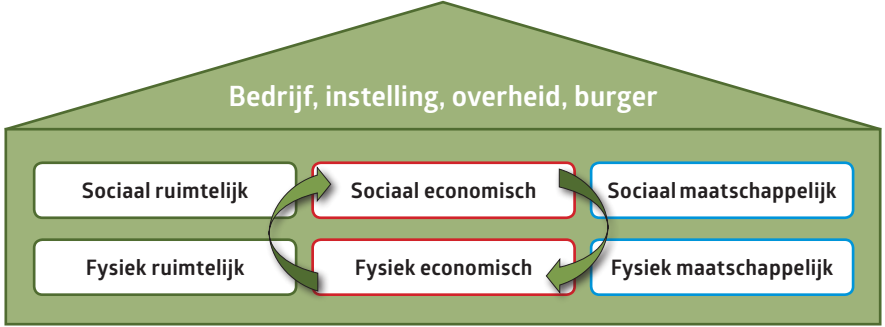 Bedrijf, instelling, overheid, burger
Sociaal ruimtelijk
Sociaal economisch
Sociaal maatschappelijk
Fysiek ruimtelijk
Fysiek economisch
Fysiek maatschappelijk